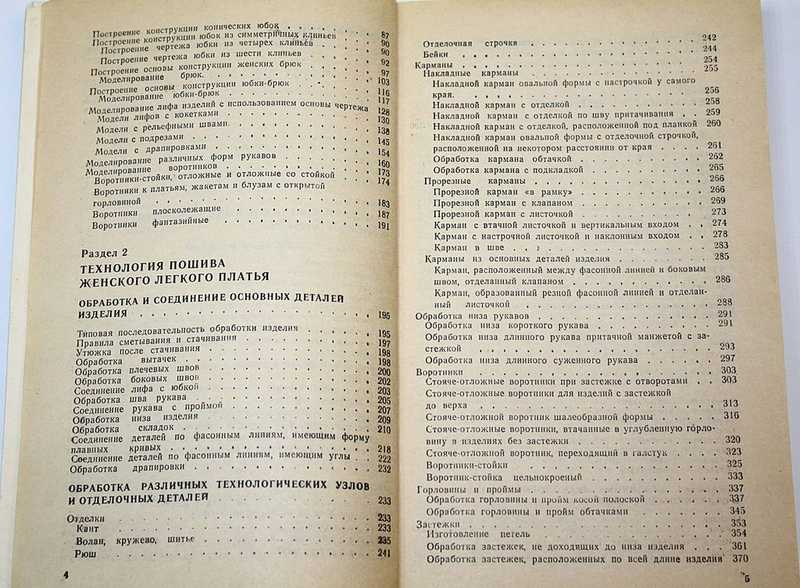 Построение конструкции конических юбок . . . . . . . 87
Построение конструкции юбок из симметричных клиньев . 90
Построение чертежа юбки из четырех клиньев . . . . 90
Построение чертежа юбки из шести клиньев . . . . . 92
Построение основы конструкции женских брюк . . . . . 97
Моделирование брюк . . . . . . . . . . . 103
Построение основы конструкции юбки-брюк . . . . . 116
Моделирование юбки-брюк . . . . . . . . . 117
Моделирование лифа изделий с использованием основы чертежа 128
Модели лифов с кокетками . . . . . . . . . 130
Модели с рельефными швами . . . . . . . . 138
Модели с подрезами . . . . . . . . . . 145
Модели с драпировками . . . . . . . . . 154
Моделирование различных форм рукавов . . . . . . 160
Моделирование воротников . . . . . . . . . 173
Воротники-стойки, отложные и отложные со стойкой . . . 174
Воротники к платьям, жакетам и блузам с открытой
горловиной . . . . . . . . . . . . . 183
Воротники плосколежащие . . . . . . . . . 187
Воротники фантазийные . . . . . . . . . . 191
Раздел 2
ТЕХНОЛОГИЯ ПОШИВА
ЖЕНСКОГО ЛЕГКОГО ПЛАТЬЯ
ОБРАБОТКА И СОЕДИНЕНИЕ ОСНОВНЫХ ДЕТАЛЕЙ
ИЗДЕЛИЯ . . . . . . . . . . . . . . 195
Типовая последовательность обработки изделия . . . . . 195
Правила сметывания и стачивания . . . . . . . . 197
Утюжка после стачивания . . . . . . . . . . 198
Обработка вытачек . . . . . . . . . . . 198
Обработка плечевых швов . . . . . . . . . . 200
Обработка боковых швов . . . . . . . . . . 202
Соединение лифа с юбкой . . . . . . . . . . 203
Обработка шва рукава . . . . . . . . . . . 205
Соединение рукава с проймой . . . . . . . . . 207
Обработка низа изделия . . . . . . . . . . 209
Обработка складок . . . . . . . . . . . 210
Соединение деталей по фасонным линиям, имеющим форму
плавных кривых . . . . . . . . . . . . 218
Соединение деталей по фасонным линиям, имеющим углы . . 222
Обработка драпировки . . . . . . . . . . . 232
ОБРАБОТКА РАЗЛИЧНЫХ ТЕХНОЛОГИЧЕСКИХ УЗЛОВ
И ОТДЕЛОЧНЫХ ДЕТАЛЕЙ . . . . . . . . . 233
Отделки . . . . . . . . . . . . . . 233
Кант . . . . . . . . . . . . . . 233
Волан, кружево, шитье . . . . . . . . . . 235
Рюш . . . . . . . . . . . . . . 241
4
Отделочная строчка . . . . . . . . . . . 242
Бейки . . . . . . . . . . . . . . 244
Карманы . . . . . . . . . . . . . . 254
Накладные карманы . . . . . . . . . . . 255
Накладной карман овальной формы с настрочкой у самого
края . . . . . . . . . . . . . . 256
Накладной карман с отделкой . . . . . . . . 258
Накладной карман с отделкой по шву притачивания . . 259
Накладной карман с отделкой, расположенной под планкой 260
Накладной карман овальной формы с отделочной строчкой,
расположенной на некотором расстоянии от края . . . . 261
Обработка кармана обтачкой . . . . . . . . 262
Обработка кармана с подкладкой . . . . . . . 265
Прорезные карманы . . . . . . . . . . . 266
Прорезной карман «в рамку» . . . . . . . . . 266
Прорезной карман с клапаном . . . . . . . . 269
Прорезной карман с листочкой . . . . . . . . 273
Карман с втачной листочкой и вертикальным входом . . 274
Карман с настрочной листочкой и наклонным входом . . 278
Карман в шве . . . . . . . . . . . . 283
Карманы из основных деталей изделия . . . . . . . 285
Карман, расположенный между фасонной линией и боковым
швом, отделанный клапаном . . . . . . . . . 286
Карман, образованный резной фасонной линией и отделан-
ный листочкой . . . . . . . . . . . . 288
Обработка низа рукавов . . . . . . . . . . . 291
Обработка низа короткого рукава . . . . . . . . 291
Обработка низа длинного рукава притачной манжетой с за-
стежкой . . . . . . . . . . . . . 293
Обработка низа длинного суженного рукава . . . . . 297
Воротники . . . . . . . . . . . . . . 303
Стояче-отложные воротники при застежке с отворотами . . 303
Стояче-отложные воротники для изделий с застежкой
до верха . . . . . . . . . . . . . 313
Стояче-отложной воротник шалеобразной формы . . . . 316
Стояче-отложные воротники, втачанные в углубленную горло-
вину в изделиях без застежки . . . . . . . . 320
Стояче-отложной воротник, переходящий в галстук . . . 323
Воротники-стойки . . . . . . . . . . . 325
Воротник-стойка цельнокроеный . . . . . . . . 333
Горловины и проймы . . . . . . . . . . . . 337
Обработка горловины и пройм косой полоской . . . . . 337
Обработка горловины и пройм обтачками . . . . . . 345
Застежки . . . . . . . . . . . . . . 353
Изготовление петель . . . . . . . . . . . 354
Обработка застежек, не доходящих до низа изделия . . . 361
Обработка застежек, расположенных по всей длине изделия 370
5